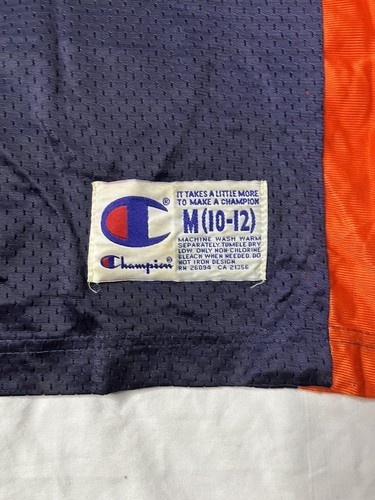 IT TAKES A LITTLE MORE
TO MAKE A CHAMPION
®
M (10-12)
MACHINE WASH WARM
SEPARATELY. TUMBLE DRY
LOW. ONLY NON-CHLORINE
BLEACH WHEN NEEDED. DO
NOT IRON DESIGN.
RN 26094 CA 21356
Champion®